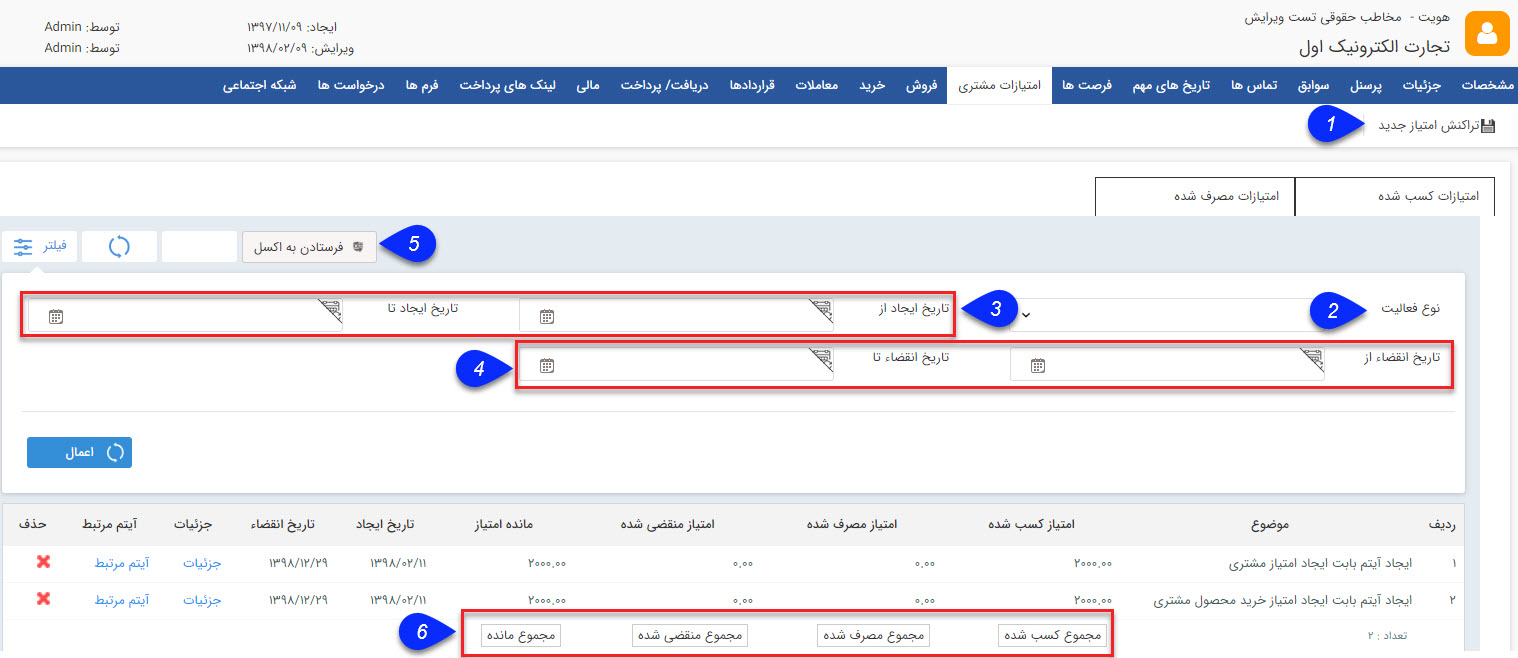 هویت - مخاطب حقوقی تست ویرایش
ایجاد: ۱۳۹۷/۱۱/۰۹
توسط: Admin
تجارت الکترونیک اول
ویرایش: ۱۳۹۸/۰۲/۰۹
توسط: Admin
مشخصات جزئیات پرسنل سوابق تماس ها تاریخ های مهم فرصت ها امتیازات مشتری فروش خرید معاملات قراردادها دریافت/ پرداخت مالی لینک های پرداخت فرم ها درخواست ها شبکه اجتماعی
تراکنش امتیاز جدید 1
امتیازات کسب شده امتیازات مصرف شده
5 فرستادن به اکسل فیلتر
نوع فعالیت 2 3 تاریخ ایجاد از تاریخ ایجاد تا
تاریخ انقضاء از تاریخ انقضاء تا 4
اعمال
ردیف موضوع امتیاز کسب شده امتیاز مصرف شده امتیاز منقضی شده مانده امتیاز تاریخ ایجاد تاریخ انقضاء جزئیات آیتم مرتبط حذف
۱ ایجاد آیتم بابت ایجاد امتیاز مشتری ۲۰۰۰,۰۰ ۰,۰۰ ۰,۰۰ ۲۰۰۰,۰۰ ۱۳۹۸/۰۲/۱۱ ۱۳۹۸/۱۲/۲۹ جزئیات آیتم مرتبط
۲ ایجاد آیتم بابت ایجاد امتیاز خرید محصول مشتری ۲۰۰۰,۰۰ ۰,۰۰ ۰,۰۰ ۲۰۰۰,۰۰ ۱۳۹۸/۰۲/۱۱ ۱۳۹۸/۱۲/۲۹ جزئیات آیتم مرتبط
تعداد : ۲ مجموع کسب شده مجموع مصرف شده مجموع منقضی شده مجموع مانده 6